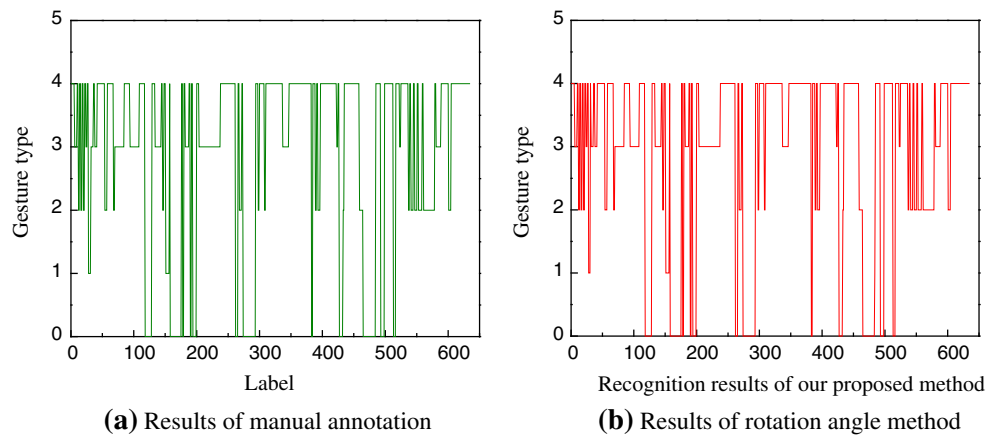 5
4
3
2
1
0
Gesture type
0 100 200 300 400 500 600
Label
(a) Results of manual annotation
5
4
3
2
1
0
Gesture type
0 100 200 300 400 500 600
Recognition results of our proposed method
(b) Results of rotation angle method